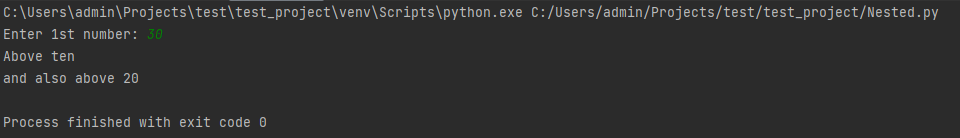 C:\Users\admin\Projects\test\test_project\venv\Scripts\python.exe C:/Users/admin/Projects/test/test_project/Nested.py
Enter 1st number: 30
Above ten
and also above 20
Process finished with exit code 0